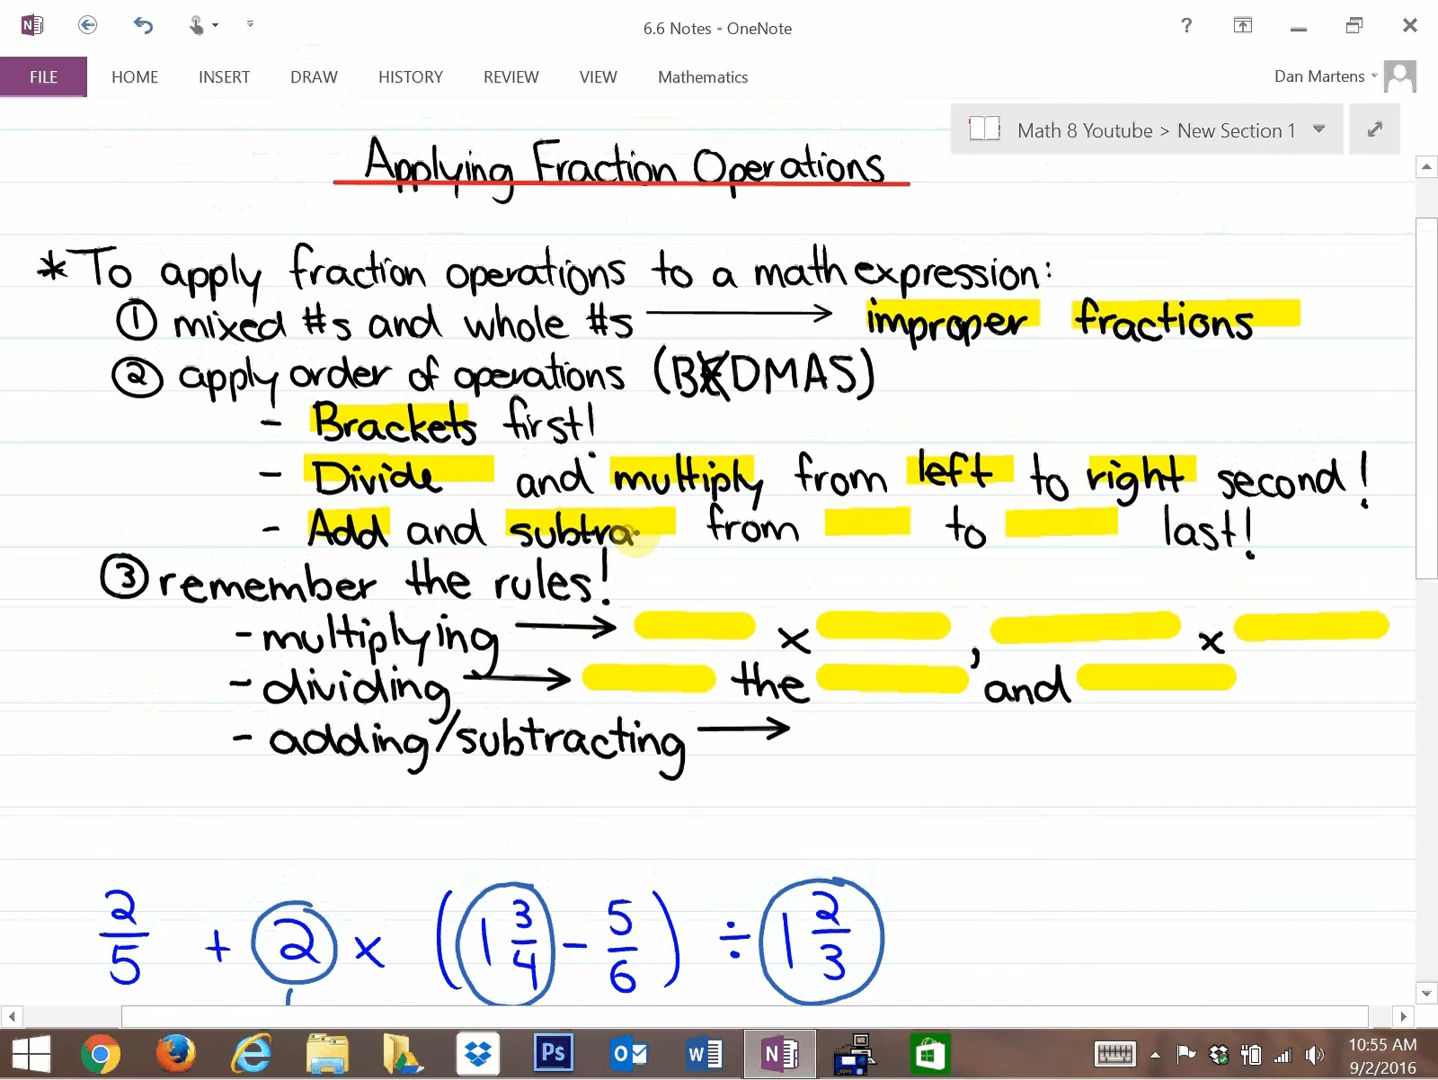 6.6 Notes - OneNote
FILE HOME INSERT DRAW HISTORY REVIEW VIEW Mathematics
Dan Martens
Math 8 Youtube > New Section 1
Applying Fraction Operations
*To apply fraction operations to a math expression:
① mixed #s and whole #s → improper fractions
② apply order of operations (BEDMAS)
- Brackets first!
- Divide and multiply from left to right second!
- Add and subtra from to last!
③ remember the rules!
- multiplying → × , ×
- dividing → the and
- adding/subtracting →
2/5 + 2 × (1 3/4 - 5/6) ÷ 1 2/3
10:55 AM
9/2/2016